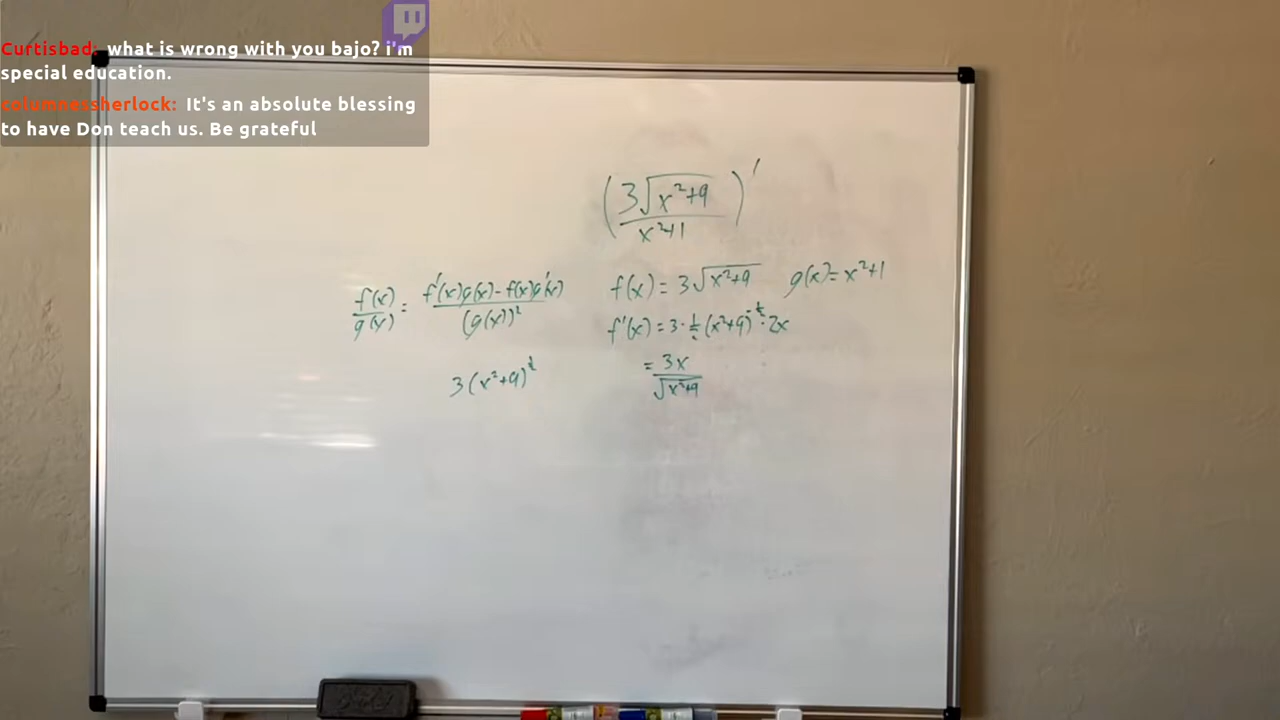 Curtisbad: what is wrong with you bajo? i'm
special education.
columnessherlock: It's an absolute blessing
to have Don teach us. Be grateful
(3√(x²+9) / (x²+1))'
f(x)/g(x) = (f'(x)g(x) - f(x)g'(x)) / (g(x))²
f(x) = 3√(x²+9) g(x) = x²+1
f'(x) = 3·½(x²+9)^(-½)·2x
3(x²+9)^½
= 3x / √(x²+9)